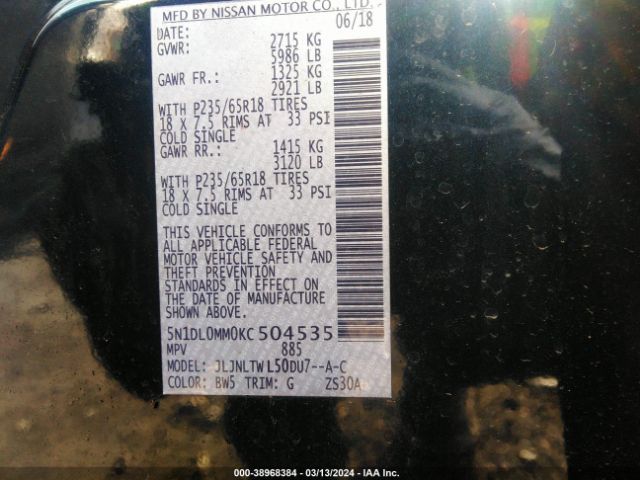 MFD BY NISSAN MOTOR CO., LTD.
DATE: 06/18
GVWR: 2715 KG
5986 LB
GAWR FR.: 1325 KG
2921 LB
WITH P235/65R18 TIRES
18 X 7.5 RIMS AT 33 PSI
COLD SINGLE
GAWR RR.: 1415 KG
3120 LB
WITH P235/65R18 TIRES
18 X 7.5 RIMS AT 33 PSI
COLD SINGLE
THIS VEHICLE CONFORMS TO
ALL APPLICABLE FEDERAL
MOTOR VEHICLE SAFETY AND
THEFT PREVENTION
STANDARDS IN EFFECT ON
THE DATE OF MANUFACTURE
SHOWN ABOVE.
5N1DL0MM0KC504535
MPV 885
MODEL: JLJNLTWL50DU7--A-C
COLOR: BW5 TRIM: G
000-38968384 - 03/13/2024 - IAA Inc.